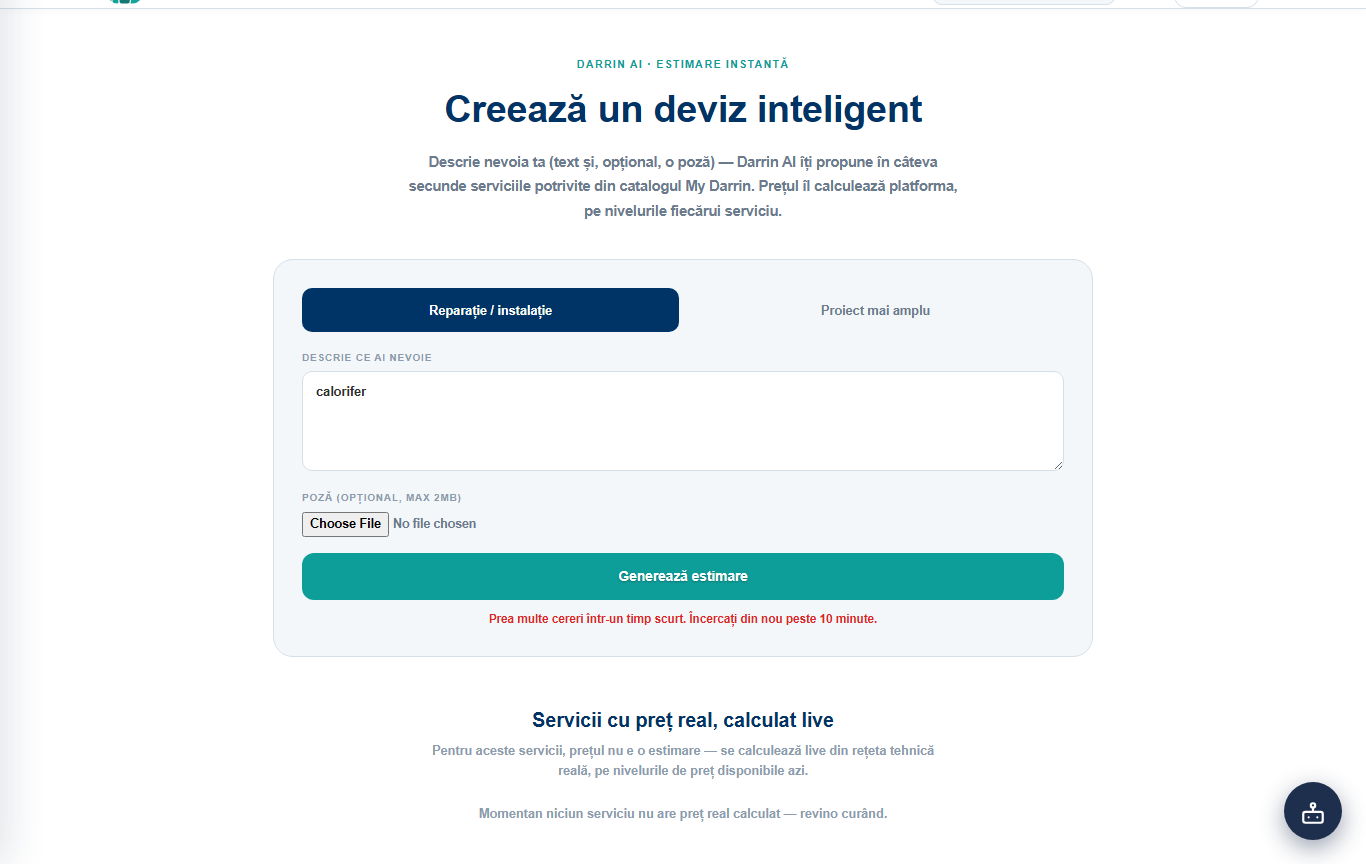 DARRIN AI · ESTIMARE INSTANTĂ
Creează un deviz inteligent
Descrie nevoia ta (text și, opțional, o poză) — Darrin AI îți propune în câteva
secunde serviciile potrivite din catalogul My Darrin. Prețul îl calculează platforma,
pe nivelurile fiecărui serviciu.
Reparație / instalație
Proiect mai amplu
DESCRIE CE AI NEVOIE
calorifer
POZĂ (OPȚIONAL, MAX 2MB)
Choose File No file chosen
Generează estimare
Prea multe cereri într-un timp scurt. Încercați din nou peste 10 minute.
Servicii cu preț real, calculat live
Pentru aceste servicii, prețul nu e o estimare — se calculează live din rețeta tehnică
reală, pe nivelurile de preț disponibile azi.
Momentan niciun serviciu nu are preț real calculat — revino curând.